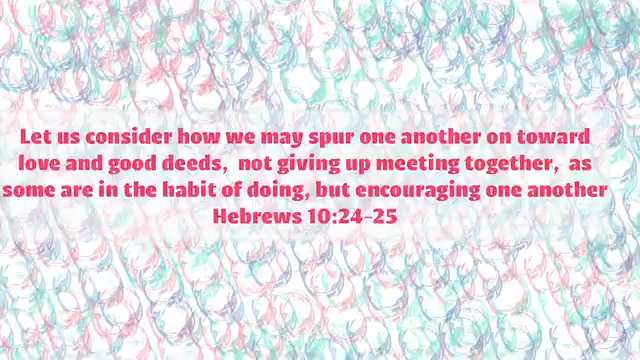 Let us consider how we may spur one another on toward
love and good deeds, not giving up meeting together, as
some are in the habit of doing, but encouraging one another
Hebrews 10:24-25